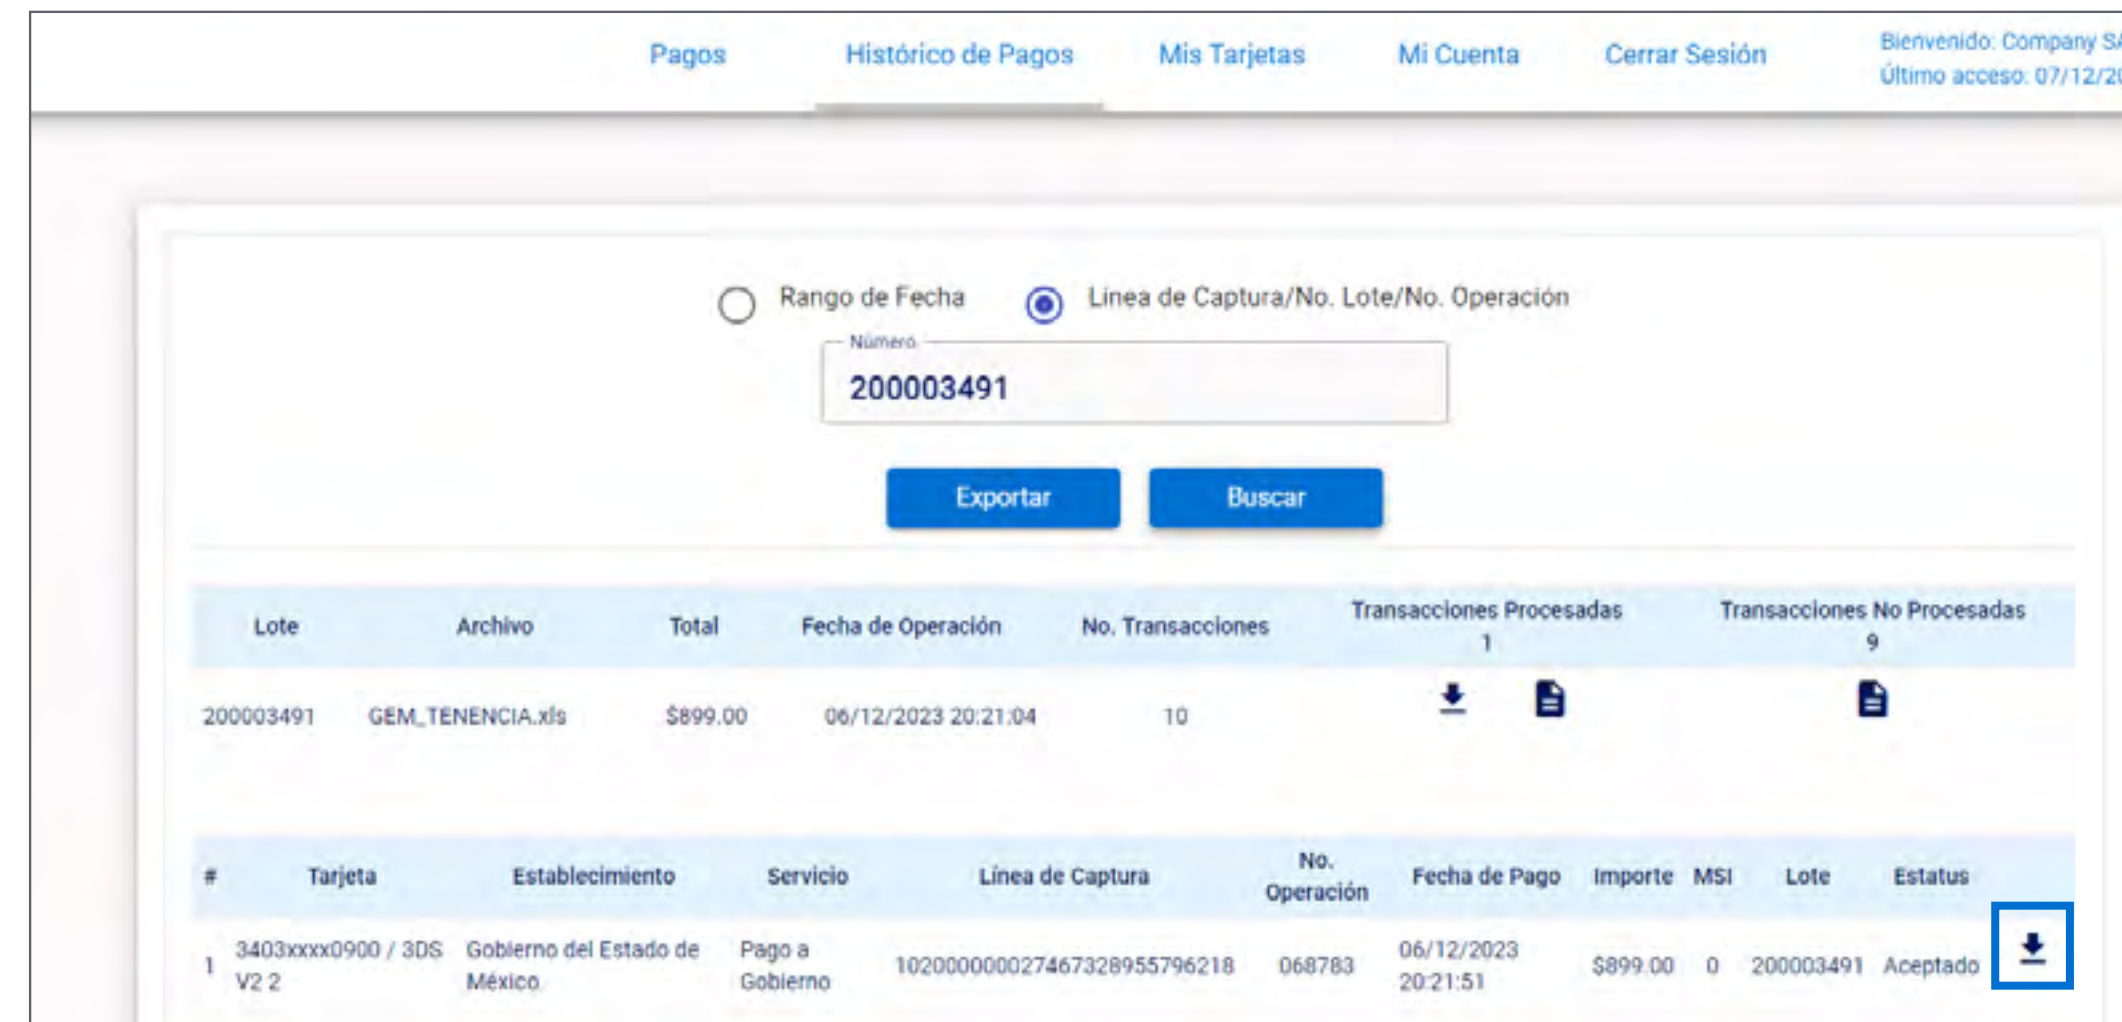 Pagos Histórico de Pagos Mis Tarjetas Mi Cuenta Cerrar Sesión Bienvenido: Company
Último acceso: 07/12/
Rango de Fecha Línea de Captura/No. Lote/No. Operación
Número
200003491
Exportar Buscar
Lote Archivo Total Fecha de Operación No. Transacciones Transacciones Procesadas 1 Transacciones No Procesadas 9
200003491 GEM_TENENCIA.xls $899.00 06/12/2023 20:21:04 10
# Tarjeta Establecimiento Servicio Línea de Captura No. Operación Fecha de Pago Importe MSI Lote Estatus
1 3403xxxx0900 / 3DS V2 2 Gobierno del Estado de México Pago a Gobierno 102000000027467328955796218 068783 06/12/2023 20:21:51 $899.00 0 200003491 Aceptado